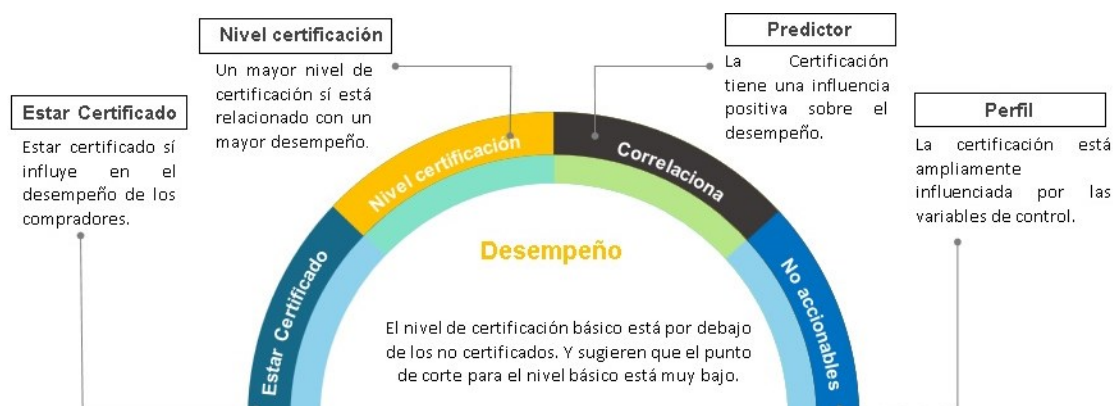 Nivel certificación
Un mayor nivel de
certificación sí está
relacionado con un
mayor desempeño.
Predictor
La Certificación
tiene una influencia
positiva sobre el
desempeño.
Estar Certificado
Estar certificado sí
influye en el
desempeño de los
compradores.
Perfil
La certificación está
ampliamente
influenciada por las
variables de control.
Estar Certificado
Nivel certificación
Correlaciona
No accionables
Desempeño
El nivel de certificación básico está por debajo
de los no certificados. Y sugieren que el punto
de corte para el nivel básico está muy bajo.